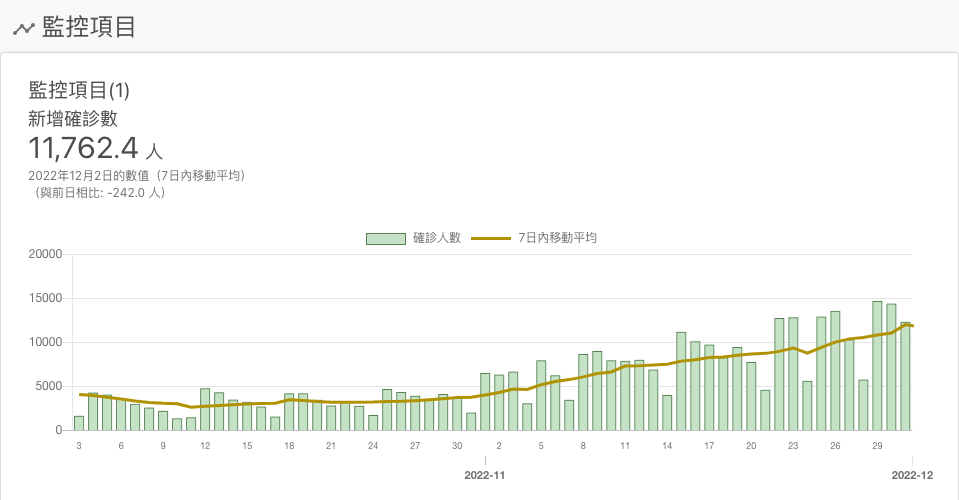 監控項目
監控項目(1)
新增確診數
11,762.4 人
2022年12月2日的數值（7日內移動平均）
（與前日相比: -242.0 人）
確診人數 7日內移動平均
20000
15000
10000
5000
0
3 6 9 12 15 18 21 24 27 30 2 5 8 11 14 17 20 23 26 29
2022-11 2022-12